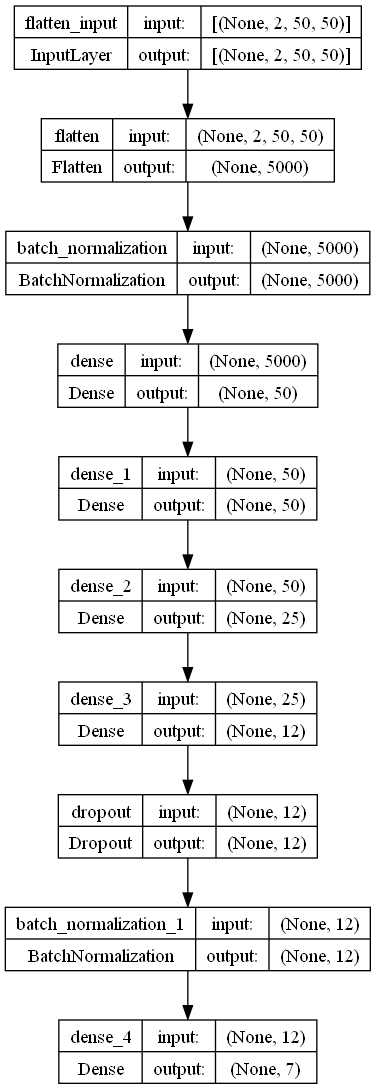 flatten_input input: [(None, 2, 50, 50)]
InputLayer output: [(None, 2, 50, 50)]
flatten input: (None, 2, 50, 50)
Flatten output: (None, 5000)
batch_normalization input: (None, 5000)
BatchNormalization output: (None, 5000)
dense input: (None, 5000)
Dense output: (None, 50)
dense_1 input: (None, 50)
Dense output: (None, 50)
dense_2 input: (None, 50)
Dense output: (None, 25)
dense_3 input: (None, 25)
Dense output: (None, 12)
dropout input: (None, 12)
Dropout output: (None, 12)
batch_normalization_1 input: (None, 12)
BatchNormalization output: (None, 12)
dense_4 input: (None, 12)
Dense output: (None, 7)